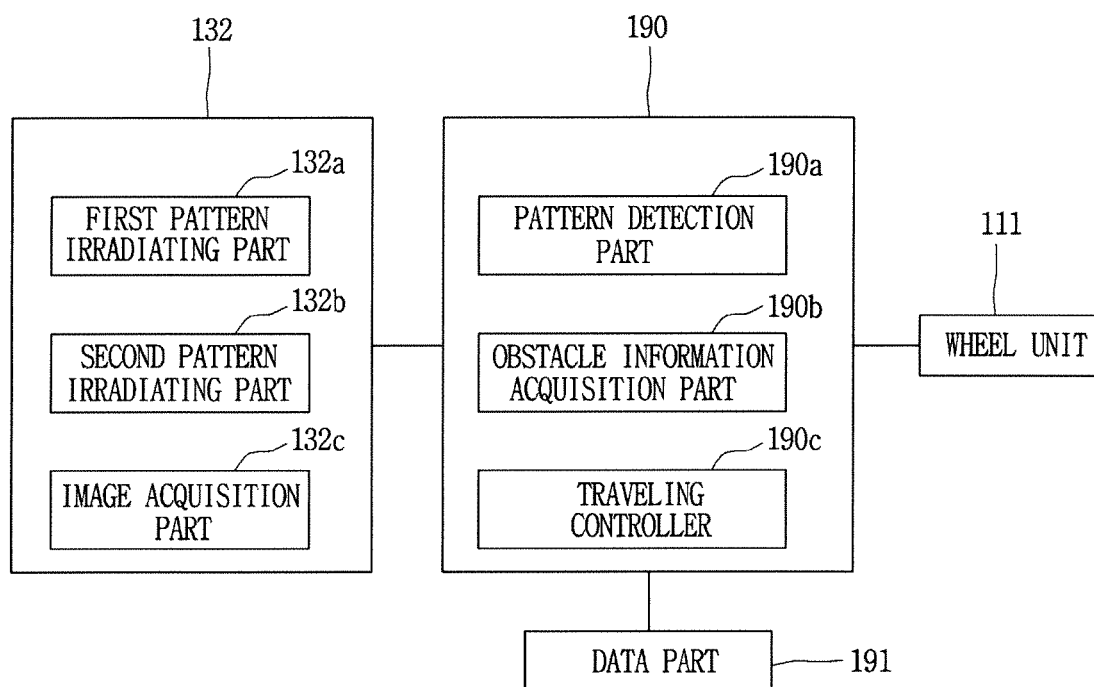 132
190
132a
FIRST PATTERN
IRRADIATING PART
132b
SECOND PATTERN
IRRADIATING PART
132c
IMAGE ACQUISITION
PART
190a
PATTERN DETECTION
PART
190b
OBSTACLE INFORMATION
ACQUISITION PART
190c
TRAVELING
CONTROLLER
111
WHEEL UNIT
DATA PART
191